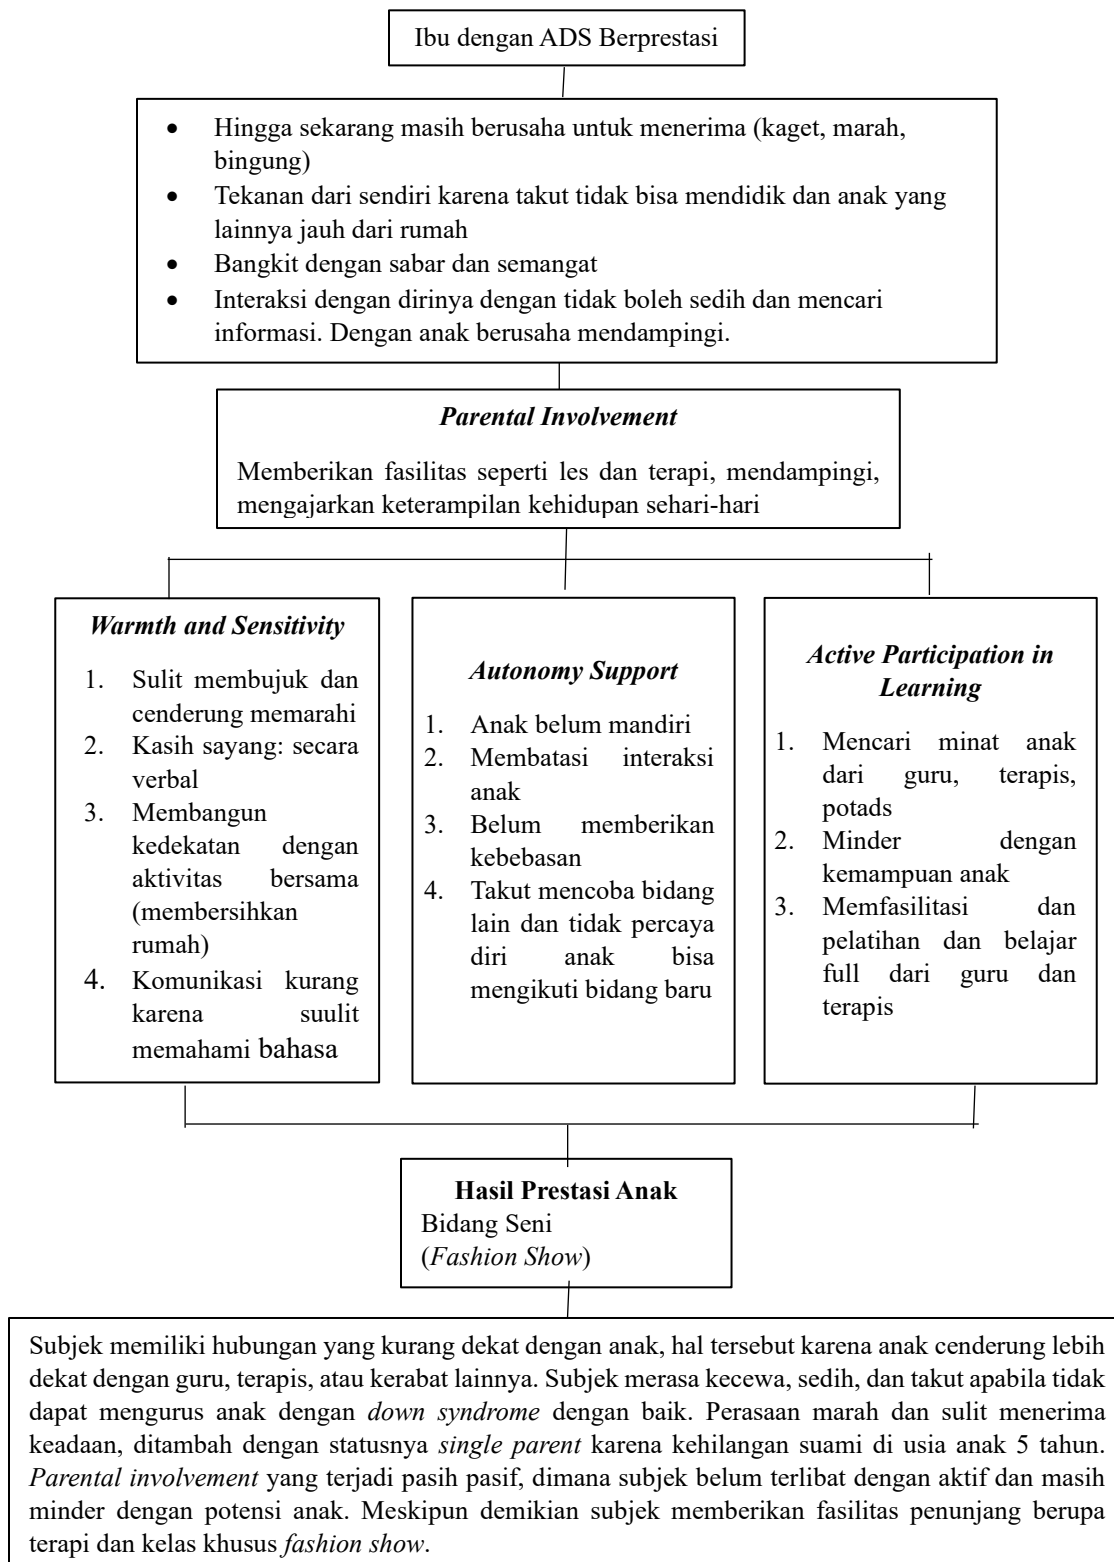 Ibu dengan ADS Berprestasi
• Hingga sekarang masih berusaha untuk menerima (kaget, marah,
bingung)
• Tekanan dari sendiri karena takut tidak bisa mendidik dan anak yang
lainnya jauh dari rumah
• Bangkit dengan sabar dan semangat
• Interaksi dengan dirinya dengan tidak boleh sedih dan mencari
informasi. Dengan anak berusaha mendampingi.
Parental Involvement
Memberikan fasilitas seperti les dan terapi, mendampingi,
mengajarkan keterampilan kehidupan sehari-hari
Warmth and Sensitivity
1. Sulit membujuk dan
cenderung memarahi
2. Kasih sayang: secara
verbal
3. Membangun
kedekatan dengan
aktivitas bersama
(membersihkan
rumah)
4. Komunikasi kurang
karena suulit
memahami bahasa
Autonomy Support
1. Anak belum mandiri
2. Membatasi interaksi
anak
3. Belum memberikan
kebebasan
4. Takut mencoba bidang
lain dan tidak percaya
diri anak bisa
mengikuti bidang baru
Active Participation in
Learning
1. Mencari minat anak
dari guru, terapis,
potads
2. Minder dengan
kemampuan anak
3. Memfasilitasi dan
pelatihan dan belajar
full dari guru dan
terapis
Hasil Prestasi Anak
Bidang Seni
(Fashion Show)
Subjek memiliki hubungan yang kurang dekat dengan anak, hal tersebut karena anak cenderung lebih
dekat dengan guru, terapis, atau kerabat lainnya. Subjek merasa kecewa, sedih, dan takut apabila tidak
dapat mengurus anak dengan down syndrome dengan baik. Perasaan marah dan sulit menerima
keadaan, ditambah dengan statusnya single parent karena kehilangan suami di usia anak 5 tahun.
Parental involvement yang terjadi pasih pasif, dimana subjek belum terlibat dengan aktif dan masih
minder dengan potensi anak. Meskipun demikian subjek memberikan fasilitas penunjang berupa
terapi dan kelas khusus fashion show.